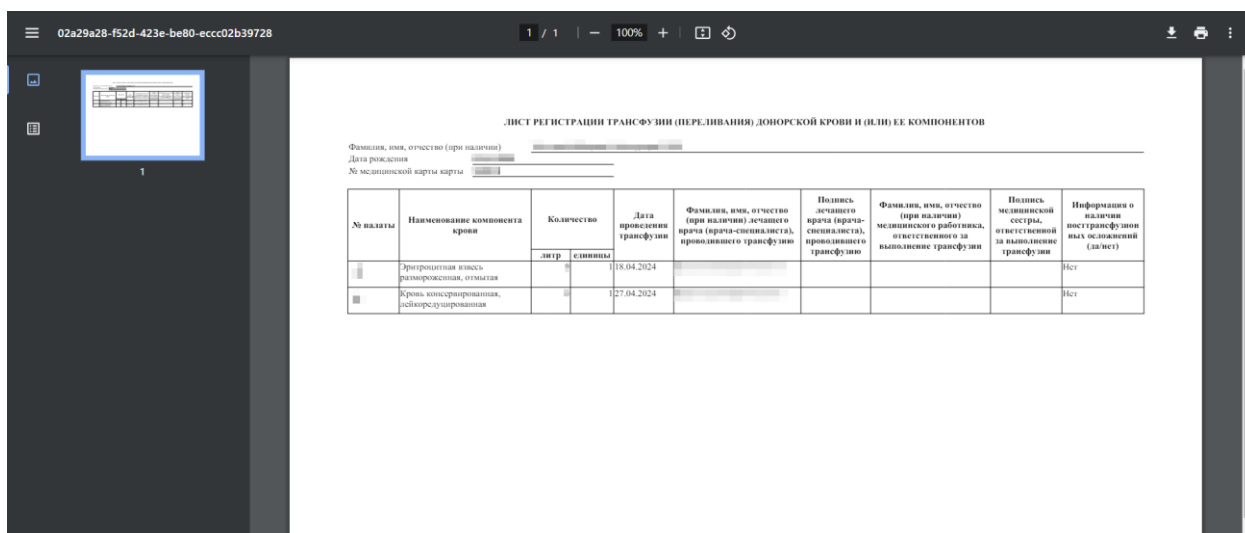 02a29a28-f52d-423e-be80-eccc02b39728
1 / 1
100%
1
ЛИСТ РЕГИСТРАЦИИ ТРАНСФУЗИИ (ПЕРЕЛИВАНИЯ) ДОНОРСКОЙ КРОВИ И (ИЛИ) ЕЕ КОМПОНЕНТОВ
Фамилия, имя, отчество (при наличии)
Дата рождения
№ медицинской карты карты
№ палаты
Наименование компонента
крови
Количество
литр
единицы
Дата
проведения
трансфузии
Фамилия, имя, отчество
(при наличии) лечащего
врача (врача-специалиста),
проводившего трансфузию
Подпись
лечащего
врача (врача-
специалиста),
проводившего
трансфузию
Фамилия, имя, отчество
(при наличии)
медицинского работника,
ответственного за
выполнение трансфузии
Подпись
медицинской
сестры,
ответственной
за выполнение
трансфузии
Информация о
наличии
посттрансфузион
ных осложнений
(да/нет)
Эритроцитная взвесь
размороженная, отмытая
1
18.04.2024
Нет
Кровь консервированная,
лейкоредуцированная
1
27.04.2024
Нет